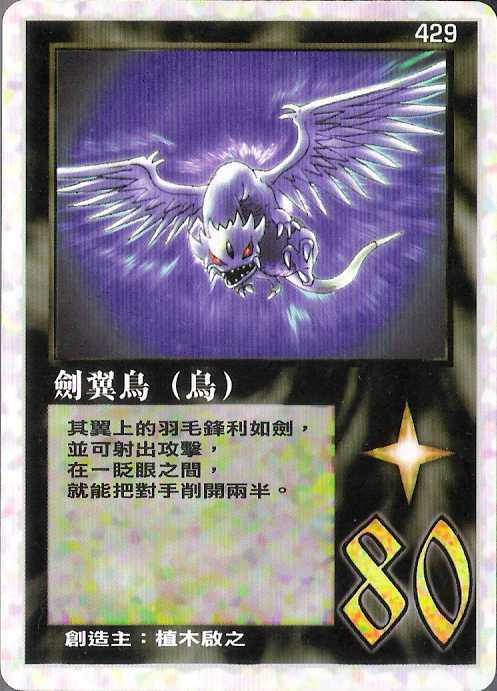 429
劍翼鳥（鳥）
其翼上的羽毛鋒利如劍，
並可射出攻擊，
在一眨眼之間，
就能把對手削開兩半。
80
創造主：植木啟之